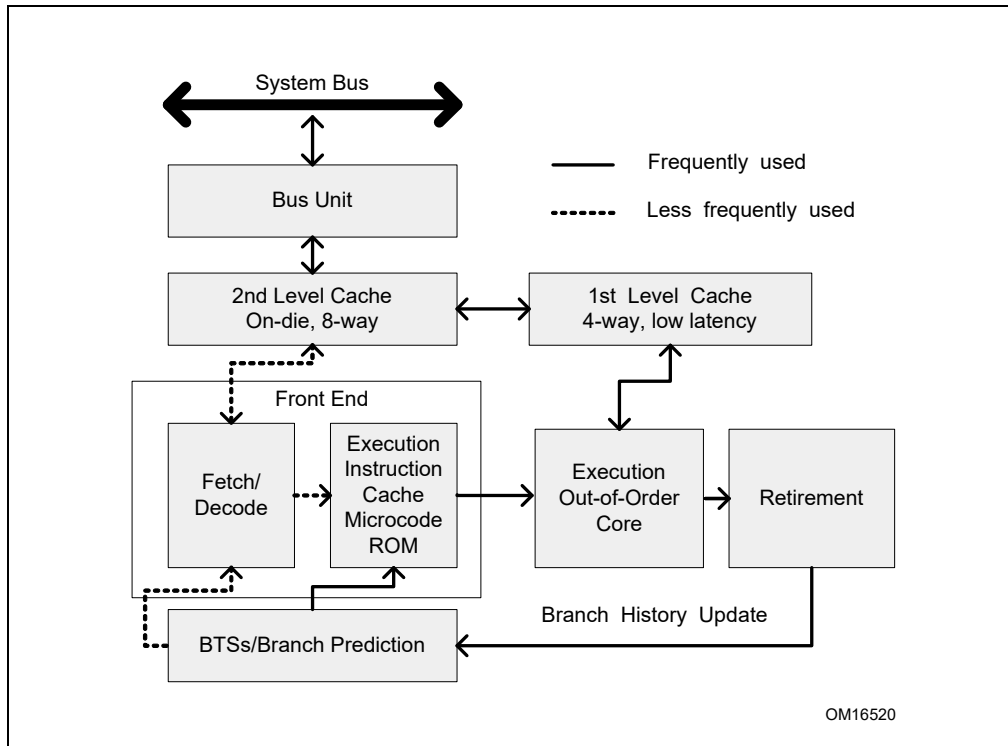 System Bus
Frequently used
Less frequently used
Bus Unit
2nd Level Cache
On-die, 8-way
1st Level Cache
4-way, low latency
Front End
Fetch/
Decode
Execution
Instruction
Cache
Microcode
ROM
Execution
Out-of-Order
Core
Retirement
Branch History Update
BTSs/Branch Prediction
OM16520